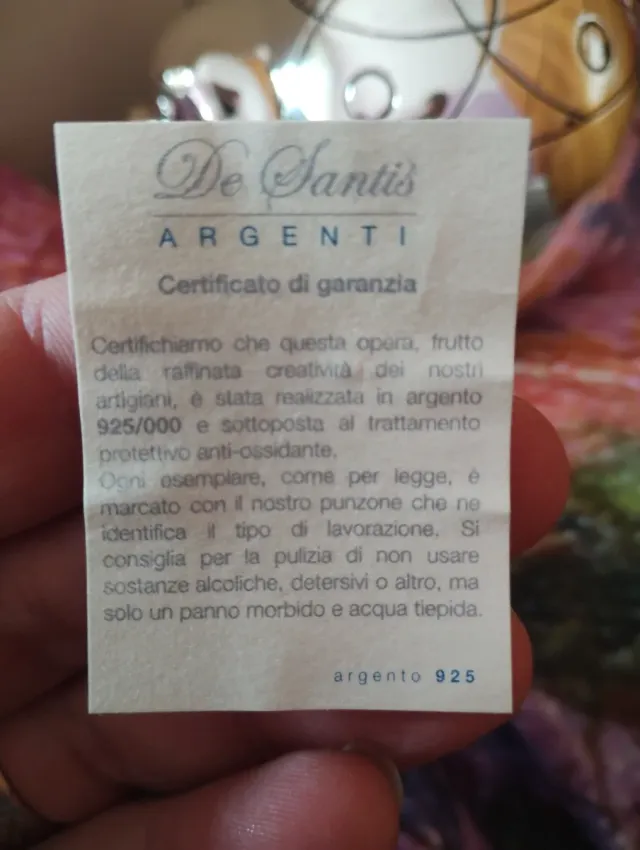 De Santis
ARGENTI
Certificato di garanzia
Certifichiamo che questa opera, frutto
della raffinata creatività dei nostri
artigiani, è stata realizzata in argento
925/000 e sottoposta al trattamento
protettivo anti-ossidante.
Ogni esemplare, come per legge, è
marcato con il nostro punzone che ne
identifica il tipo di lavorazione. Si
consiglia per la pulizia di non usare
sostanze alcoliche, detersivi o altro, ma
solo un panno morbido e acqua tiepida.
argento 925